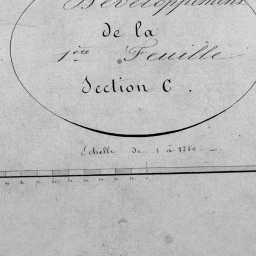 Développement
de la
1ère Feuille
Section C.
Echelle de 1 à 1250.